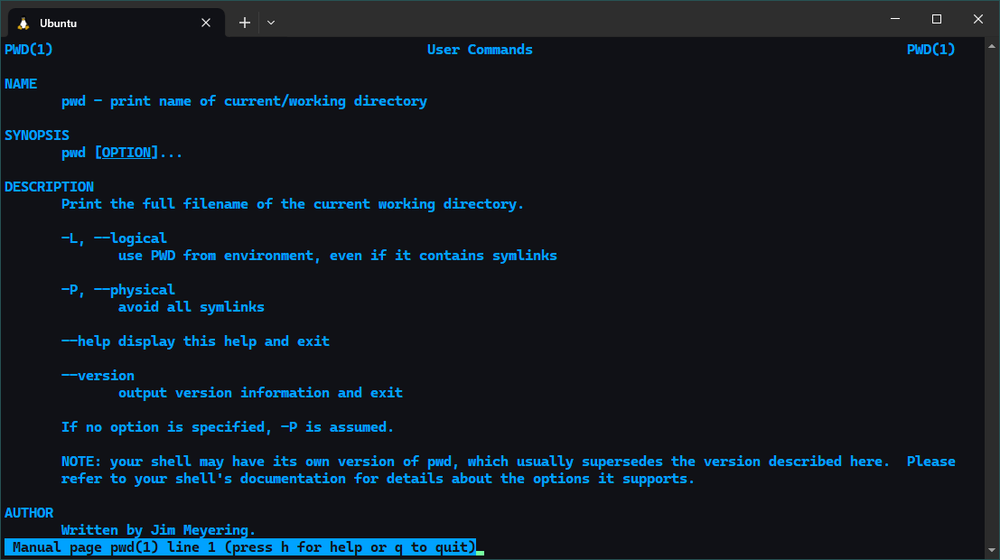 Ubuntu
PWD(1) User Commands PWD(1)
NAME
pwd - print name of current/working directory
SYNOPSIS
pwd [OPTION]...
DESCRIPTION
Print the full filename of the current working directory.
-L, --logical
use PWD from environment, even if it contains symlinks
-P, --physical
avoid all symlinks
--help display this help and exit
--version
output version information and exit
If no option is specified, -P is assumed.
NOTE: your shell may have its own version of pwd, which usually supersedes the version described here. Please
refer to your shell's documentation for details about the options it supports.
AUTHOR
Written by Jim Meyering.
Manual page pwd(1) line 1 (press h for help or q to quit)